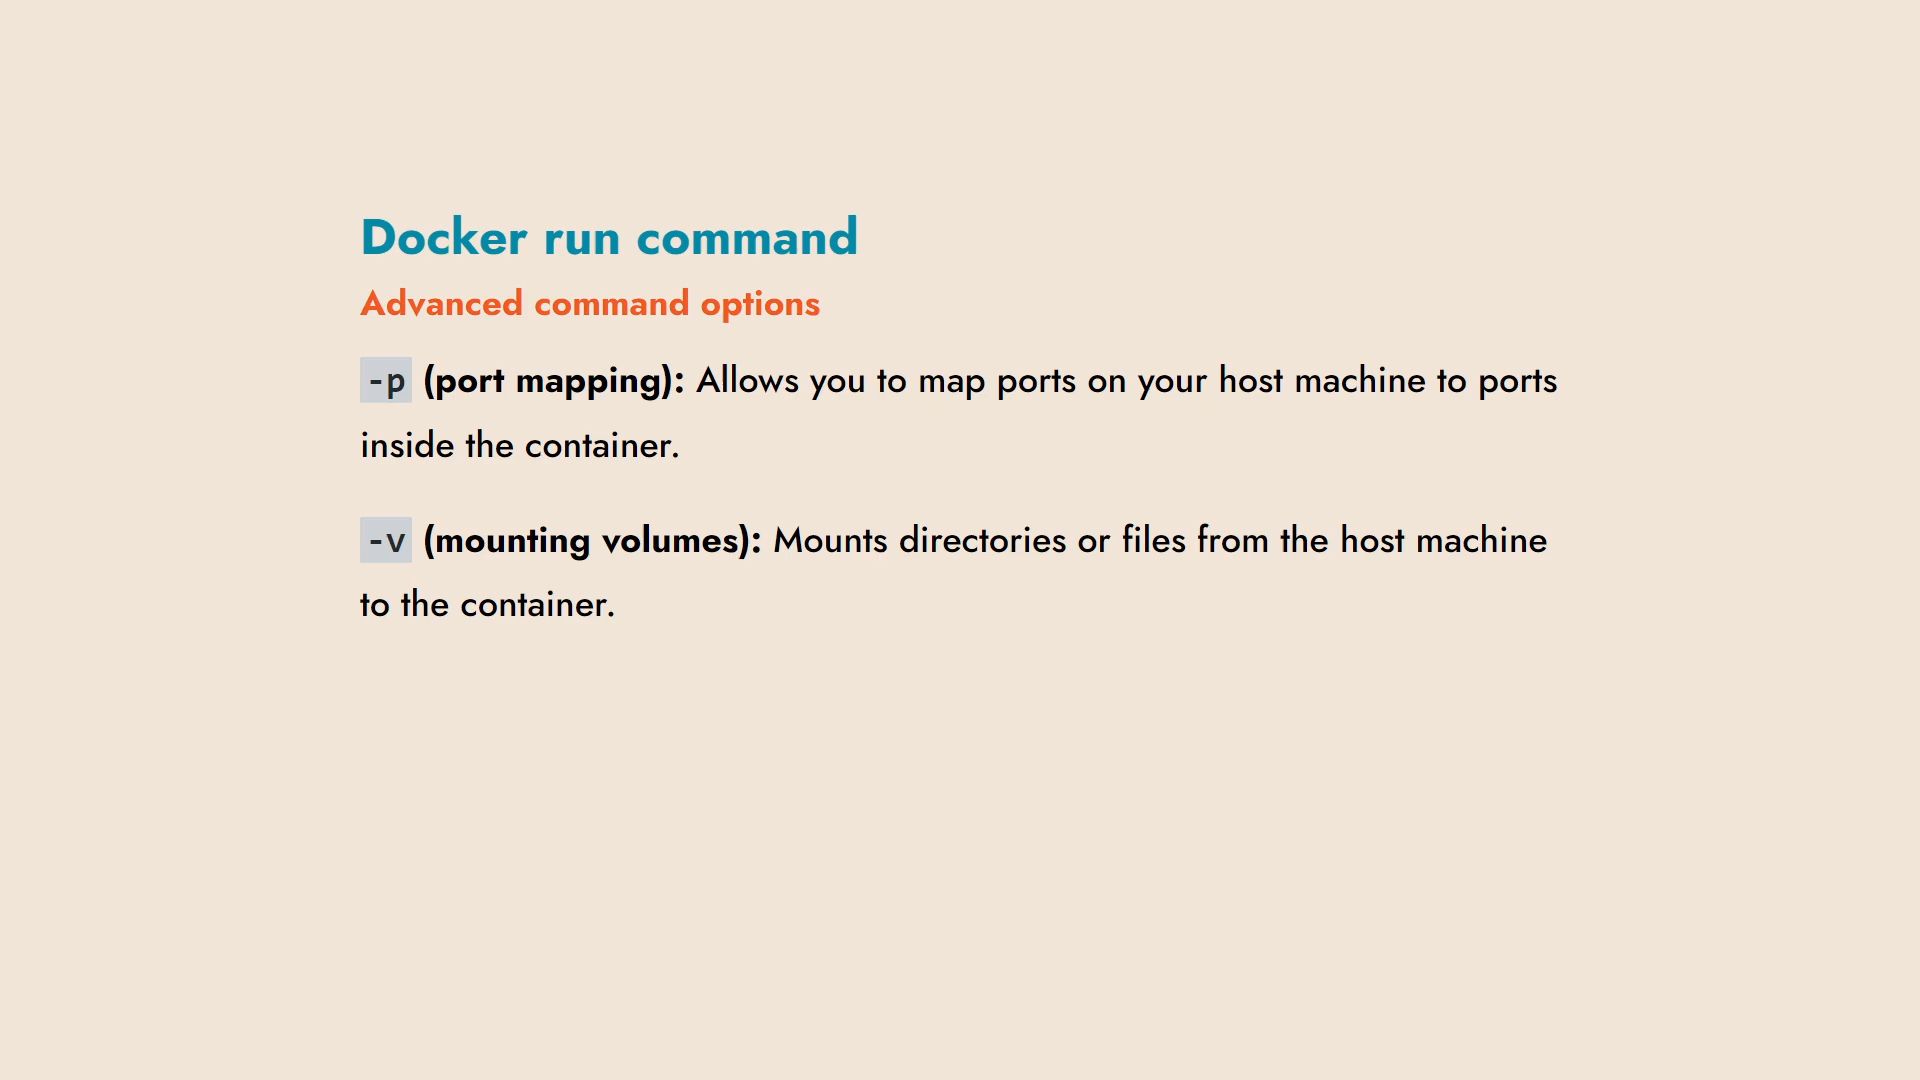 Docker run command
Advanced command options
-p (port mapping): Allows you to map ports on your host machine to ports
inside the container.
-v (mounting volumes): Mounts directories or files from the host machine
to the container.